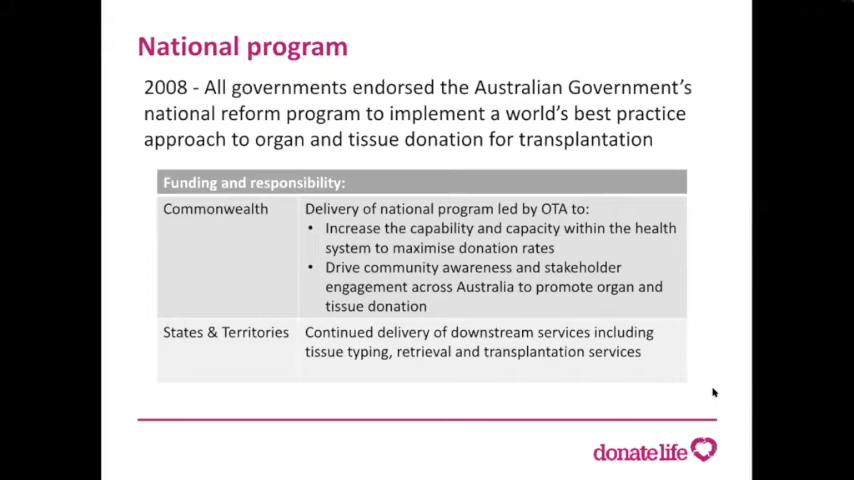 National program
2008 - All governments endorsed the Australian Government's
national reform program to implement a world's best practice
approach to organ and tissue donation for transplantation
Funding and responsibility:
Commonwealth
Delivery of national program led by OTA to:
• Increase the capability and capacity within the health
system to maximise donation rates
• Drive community awareness and stakeholder
engagement across Australia to promote organ and
tissue donation
States & Territories
Continued delivery of downstream services including
tissue typing, retrieval and transplantation services
donatelife